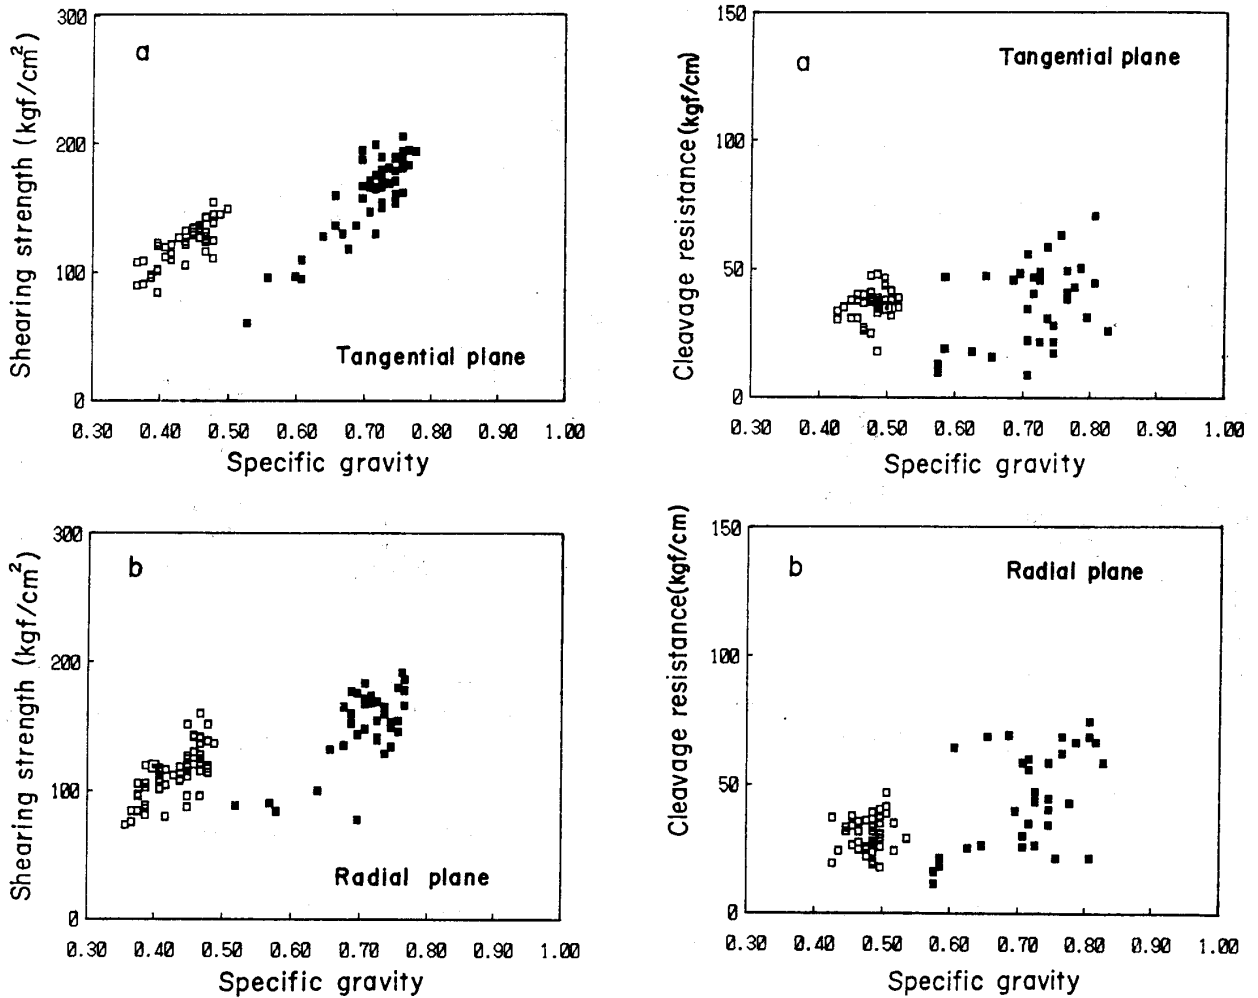 Shearing strength (kgf/cm²)
300
200
100
0
a
Tangential plane
0.30 0.40 0.50 0.60 0.70 0.80 0.90 1.00
Specific gravity
Cleavage resistance(kgf/cm)
150
100
50
0
a
Tangential plane
0.30 0.40 0.50 0.60 0.70 0.80 0.90 1.00
Specific gravity
Shearing strength (kgf/cm²)
300
200
100
0
b
Radial plane
0.30 0.40 0.50 0.60 0.70 0.80 0.90 1.00
Specific gravity
Cleavage resistance(kgf/cm)
150
100
50
0
b
Radial plane
0.30 0.40 0.50 0.60 0.70 0.80 0.90 1.00
Specific gravity